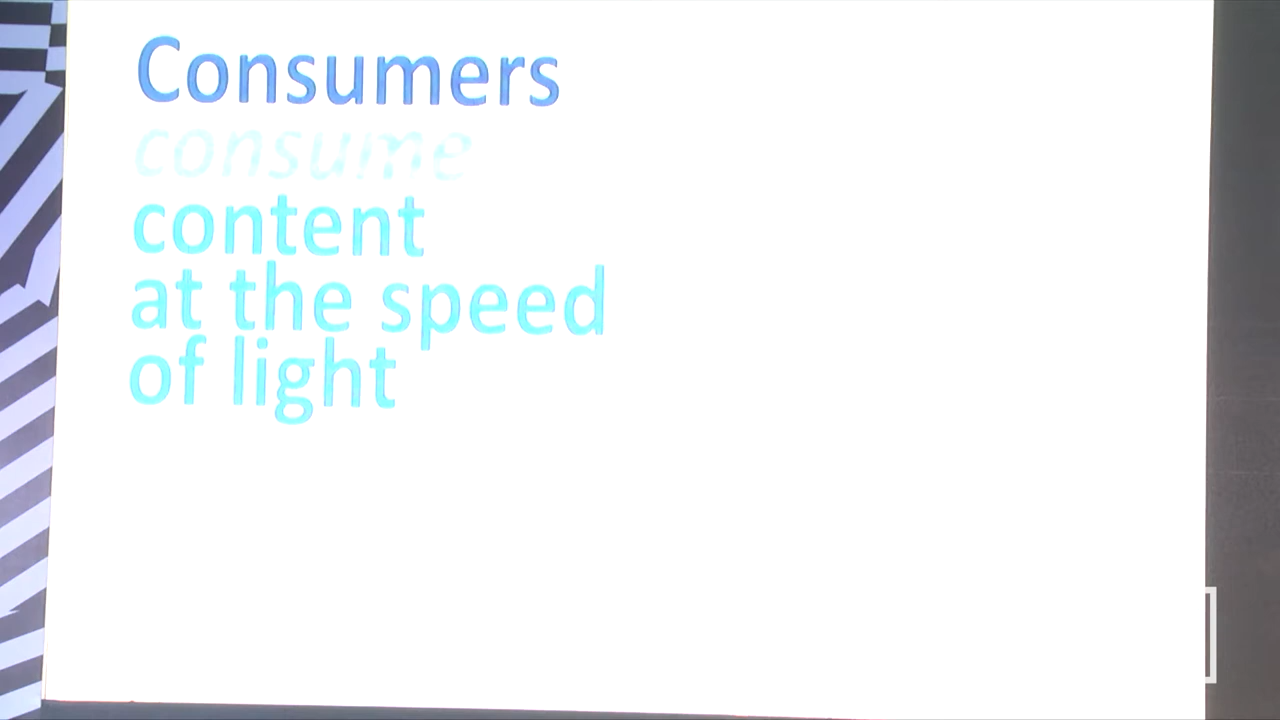 Consumers
consume
content
at the speed
of light